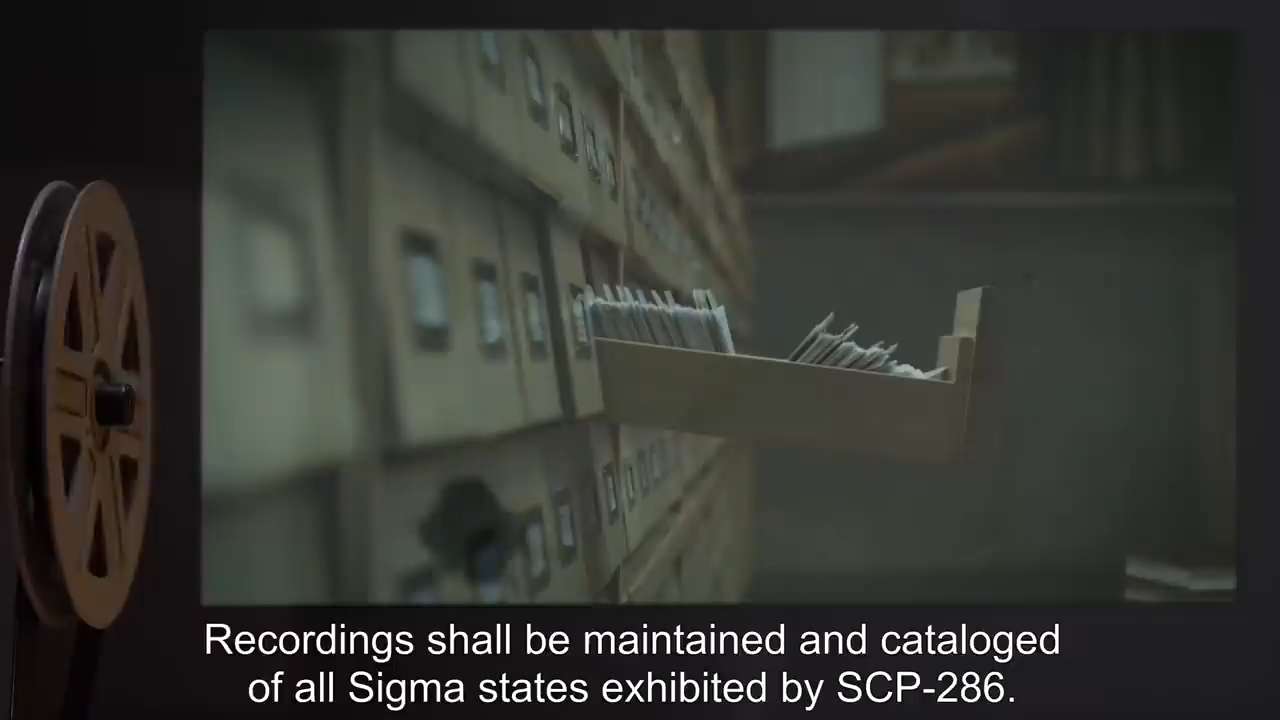 Recordings shall be maintained and cataloged
of all Sigma states exhibited by SCP-286.